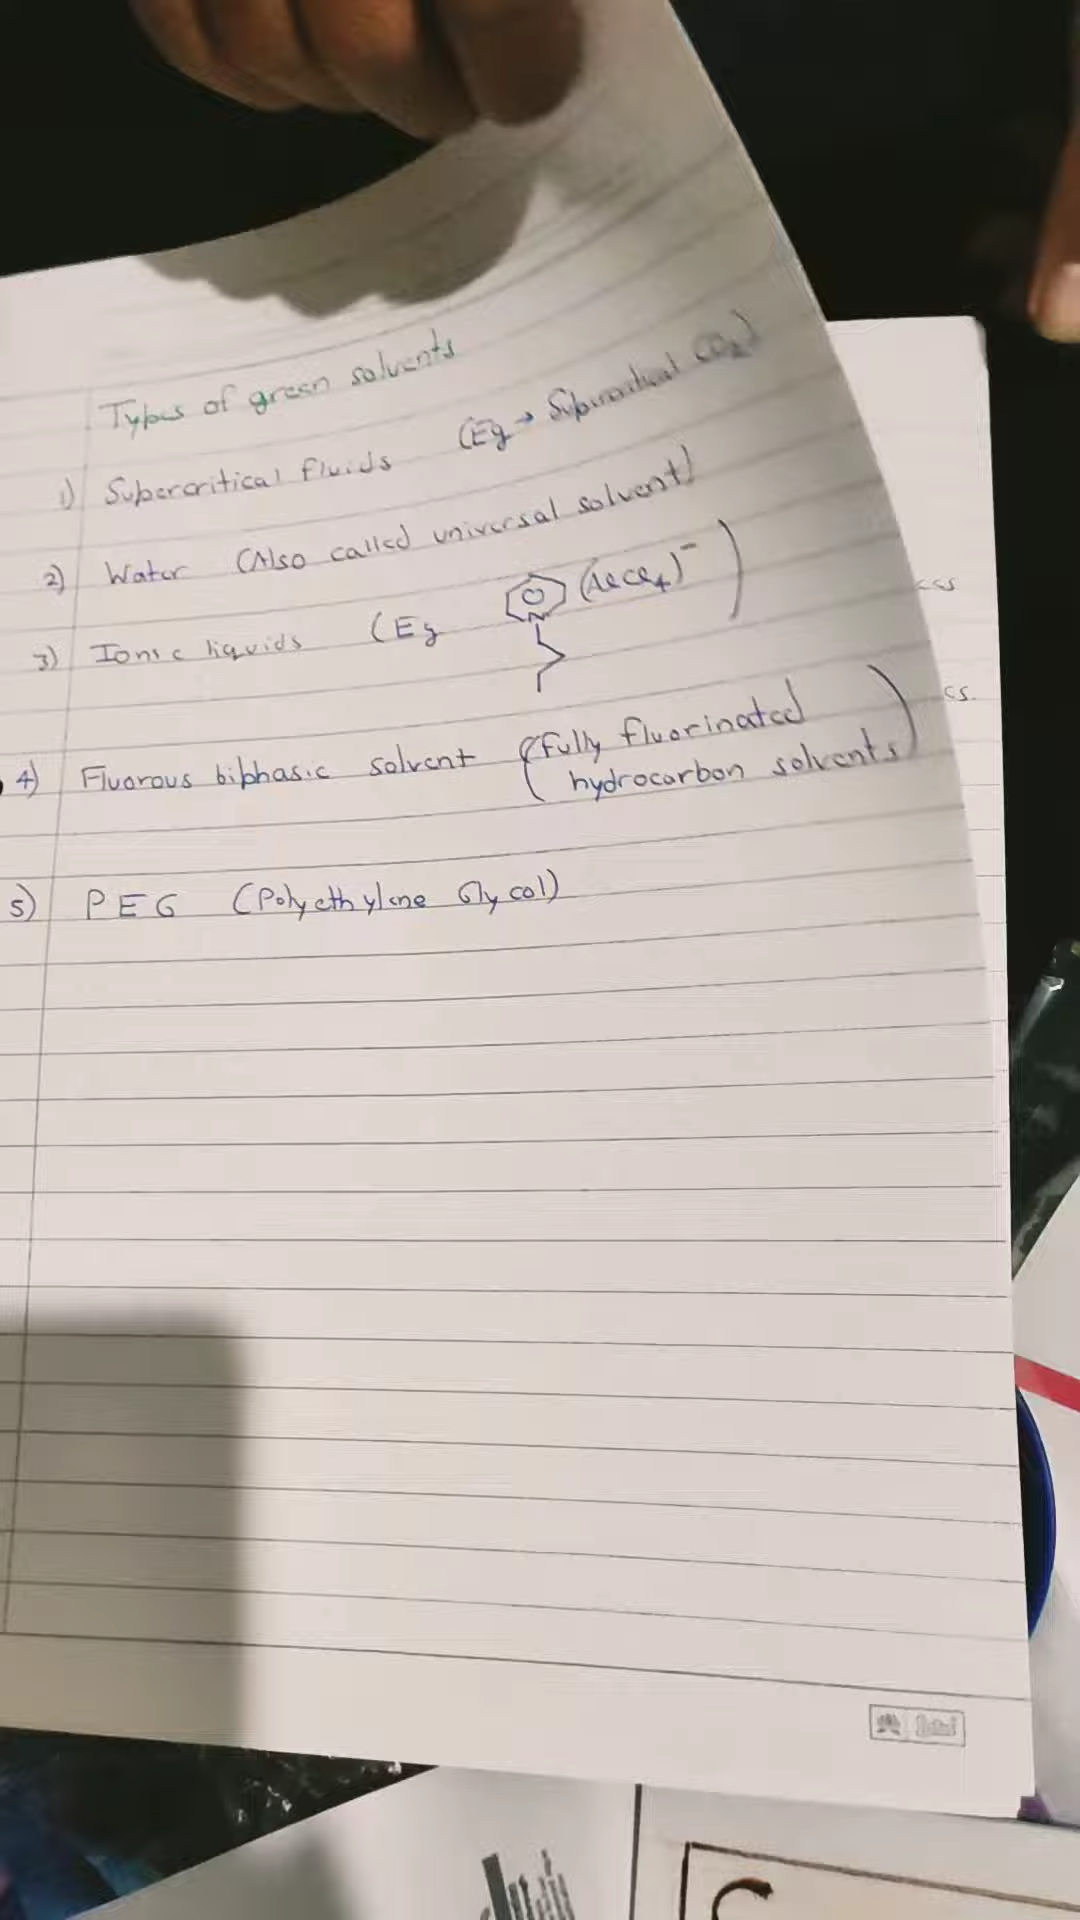 Types of green solvents
1) Supercritical fluids (Eg → Supercritical CO2)
2) Water (Also called universal solvent)
3) Ionic liquids (Eg N (AlCl4)⁻)
4) Fluorous biphasic solvent (fully fluorinated
hydrocarbon solvents)
5) PEG (Polyethylene Glycol)